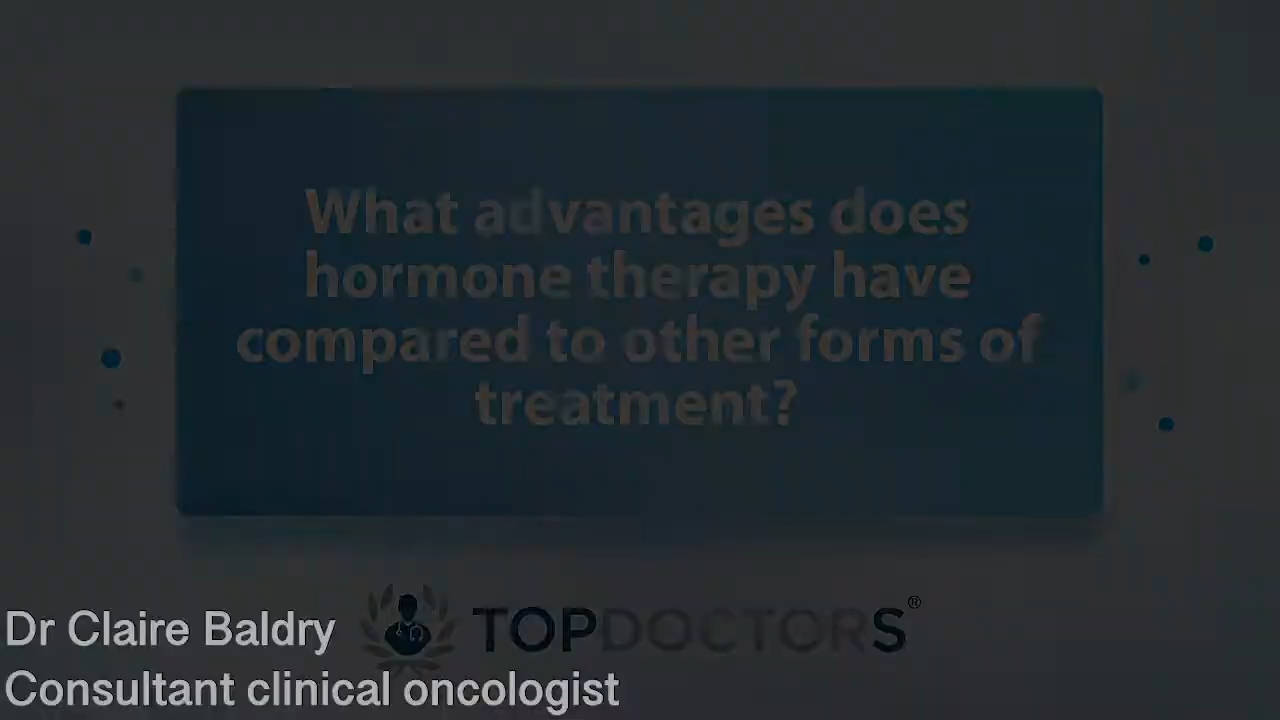 What advantages does
hormone therapy have
compared to other forms of
treatment?
TOPDOCTORS®
Dr Claire Baldry
Consultant clinical oncologist